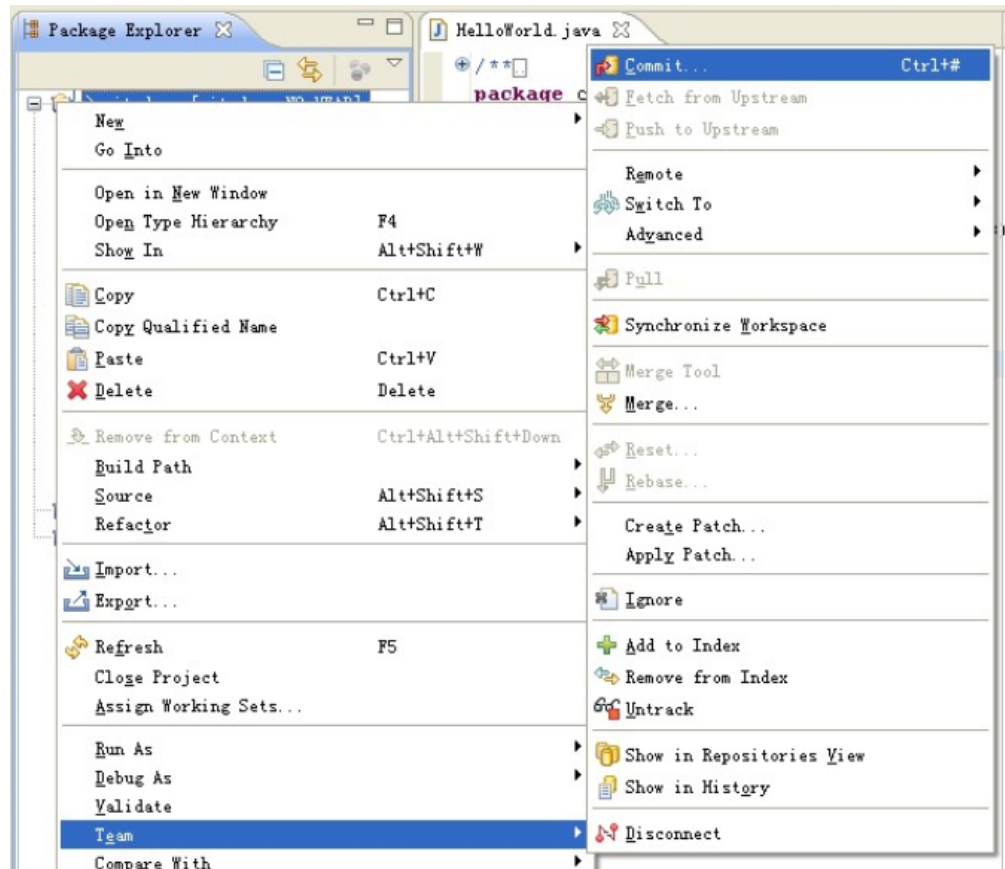 Package Explorer
HelloWorld.java
/**
package c
New
Go Into
Open in New Window
Open Type Hierarchy F4
Show In Alt+Shift+W
Copy Ctrl+C
Copy Qualified Name
Paste Ctrl+V
Delete Delete
Remove from Context Ctrl+Alt+Shift+Down
Build Path
Source Alt+Shift+S
Refactor Alt+Shift+T
Import...
Export...
Refresh F5
Close Project
Assign Working Sets...
Run As
Debug As
Validate
Team
Compare With
Commit... Ctrl+#
Fetch from Upstream
Push to Upstream
Remote
Switch To
Advanced
Pull
Synchronize Workspace
Merge Tool
Merge...
Reset...
Rebase...
Create Patch...
Apply Patch...
Ignore
Add to Index
Remove from Index
Untrack
Show in Repositories View
Show in History
Disconnect